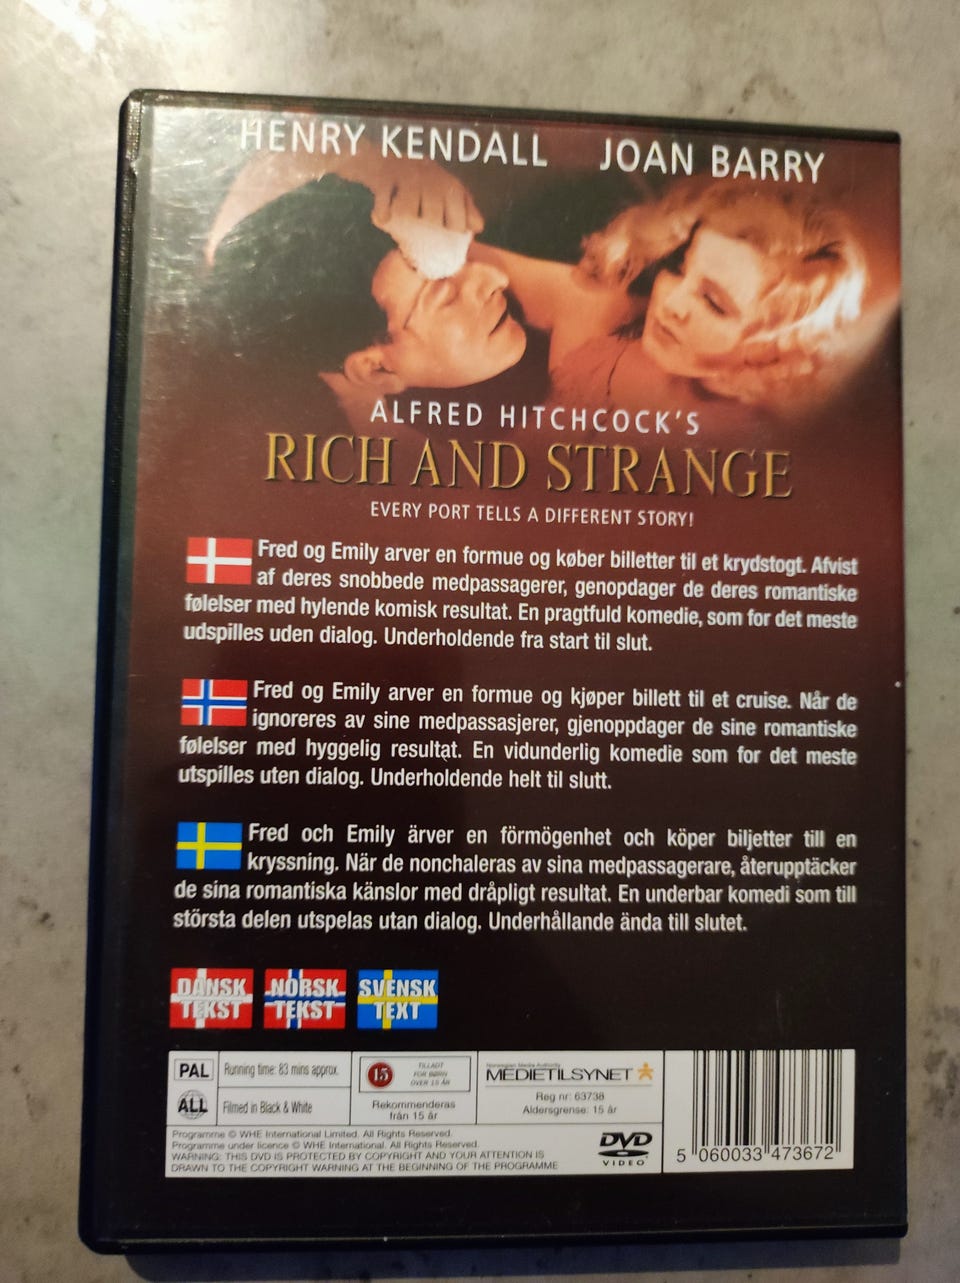 HENRY KENDALL JOAN BARRY
ALFRED HITCHCOCK'S
RICH AND STRANGE
EVERY PORT TELLS A DIFFERENT STORY!
Fred og Emily arver en formue og køber billetter til et krydstogt. Afvist
af deres snobbede medpassagerer, genopdager de deres romantiske
følelser med hylende komisk resultat. En pragtfuld komedie, som for det meste
udspilles uden dialog. Underholdende fra start til slut.
Fred og Emily arver en formue og kjøper billett til et cruise. Når de
ignoreres av sine medpassasjerer, gjenoppdager de sine romantiske
følelser med hyggelig resultat. En vidunderlig komedie som for det meste
utspilles uten dialog. Underholdende helt til slutt.
Fred och Emily ärver en förmögenhet och köper biljetter till en
kryssning. När de nonchaleras av sina medpassagerare, återupptäcker
de sina romantiska känslor med dråpligt resultat. En underbar komedi som till
största delen utspelas utan dialog. Underhållande ända till slutet.
DANSK TEKST
NORSK TEKST
SVENSK TEXT
PAL
Running time: 83 mins approx.
ALL
Filmed in Black & White
15
TILLADT
FOR BØRN
OVER 15 ÅR
Rekommenderas
från 15 år
Norwegian Media Authority
MEDIETILSYNET
Reg nr: 63738
Aldersgrense: 15 år
Programme © WHE International Limited. All Rights Reserved.
Programme under licence © WHE International. All Rights Reserved.
WARNING: THIS DVD IS PROTECTED BY COPYRIGHT AND YOUR ATTENTION IS
DRAWN TO THE COPYRIGHT WARNING AT THE BEGINNING OF THE PROGRAMME
DVD
VIDEO
5 060033 473672